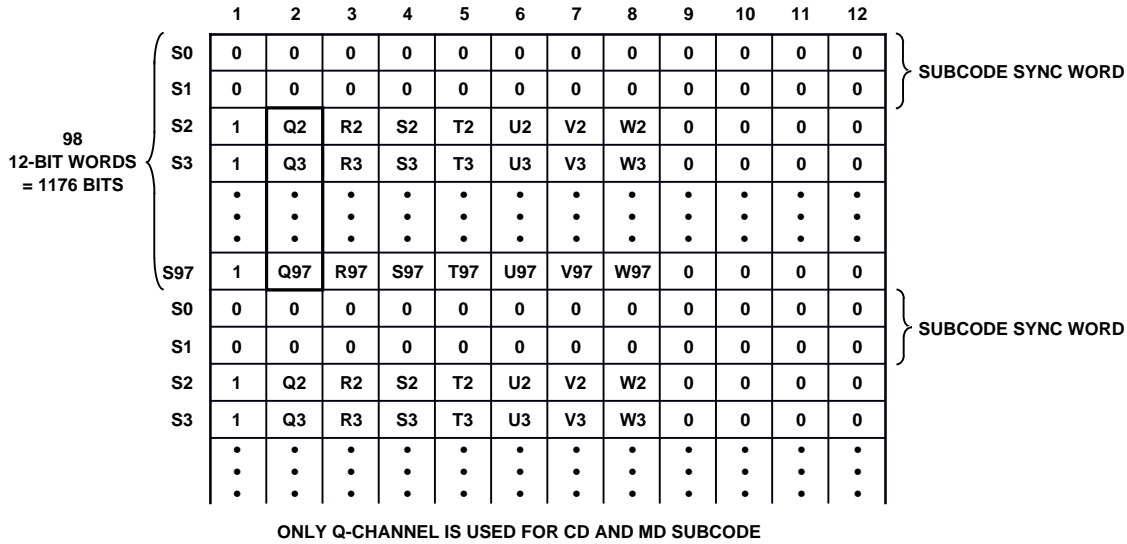 1 2 3 4 5 6 7 8 9 10 11 12
S0 0 0 0 0 0 0 0 0 0 0 0 0
SUBCODE SYNC WORD
S1 0 0 0 0 0 0 0 0 0 0 0 0
98
12-BIT WORDS
= 1176 BITS
S2 1 Q2 R2 S2 T2 U2 V2 W2 0 0 0 0
S3 1 Q3 R3 S3 T3 U3 V3 W3 0 0 0 0
S97 1 Q97 R97 S97 T97 U97 V97 W97 0 0 0 0
S0 0 0 0 0 0 0 0 0 0 0 0 0
SUBCODE SYNC WORD
S1 0 0 0 0 0 0 0 0 0 0 0 0
S2 1 Q2 R2 S2 T2 U2 V2 W2 0 0 0 0
S3 1 Q3 R3 S3 T3 U3 V3 W3 0 0 0 0
ONLY Q-CHANNEL IS USED FOR CD AND MD SUBCODE